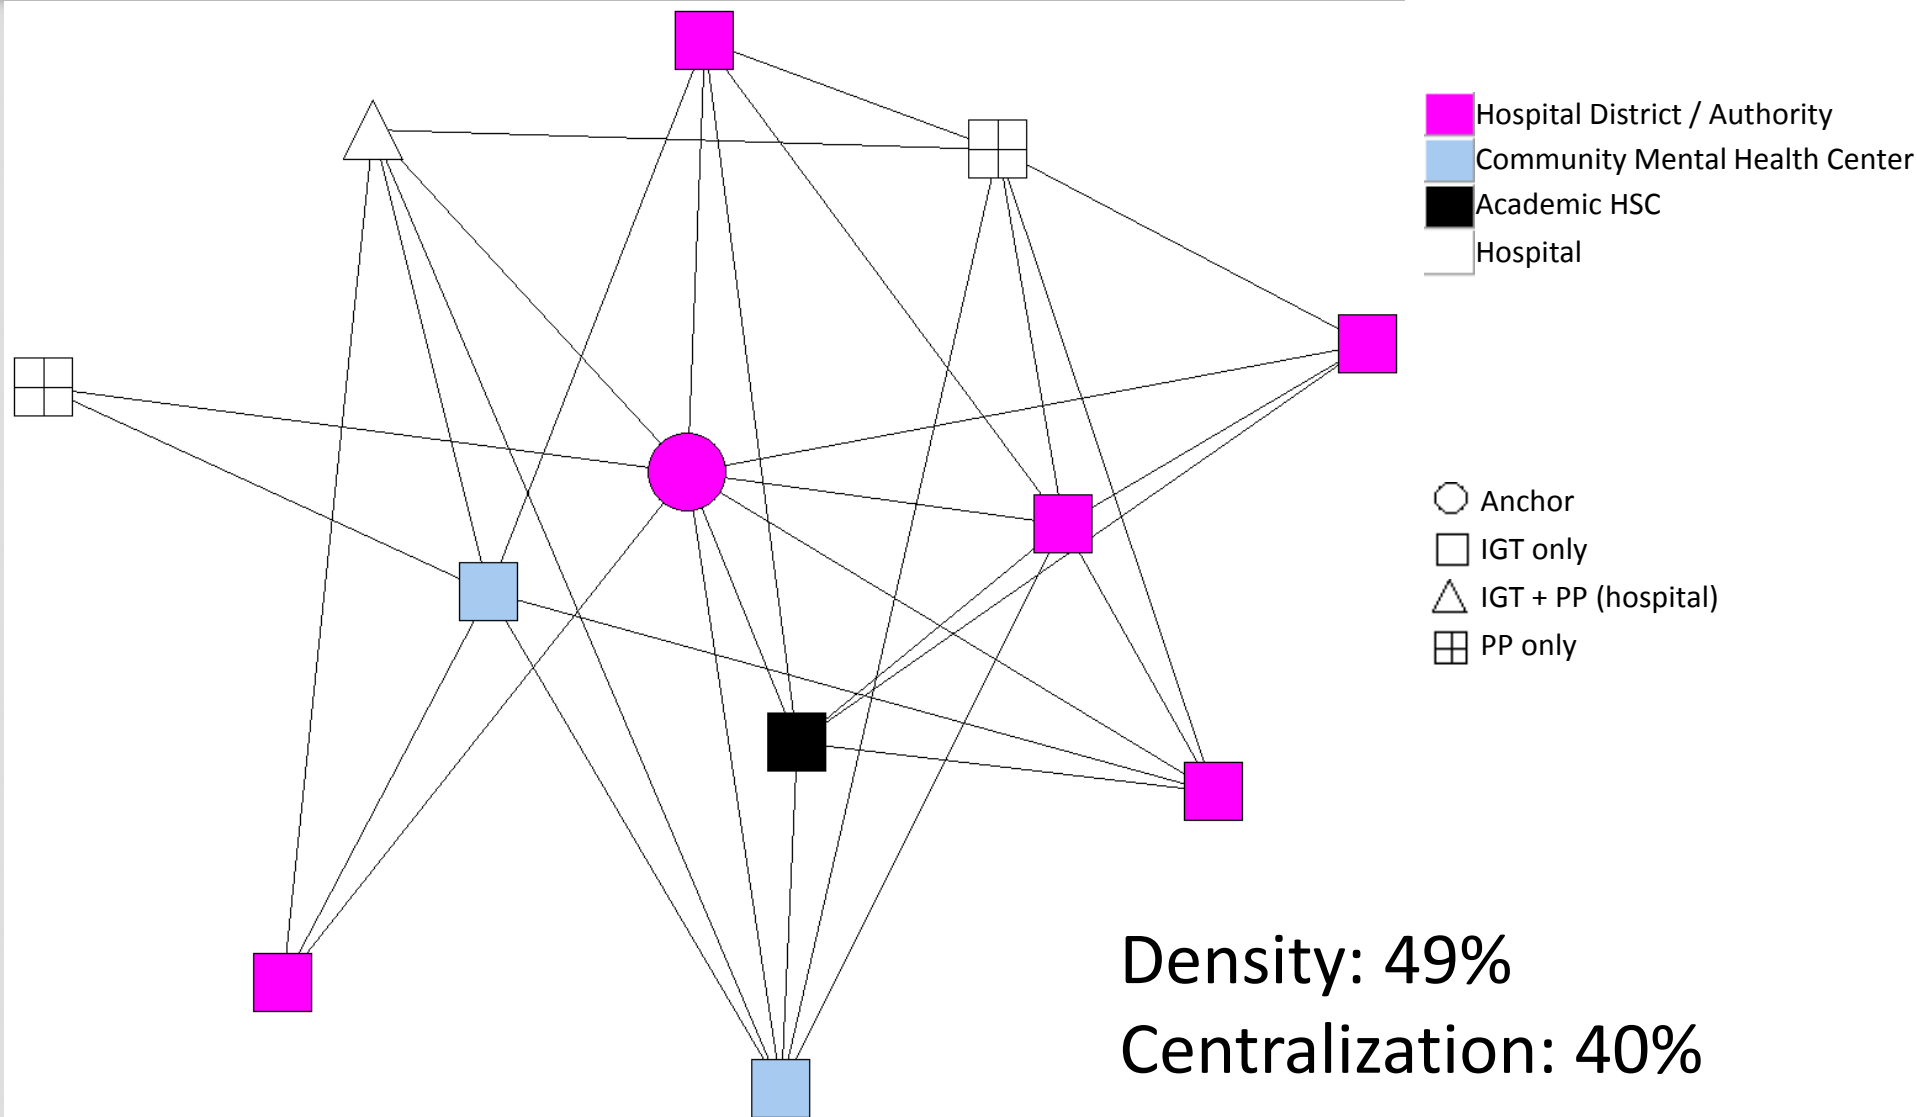 Hospital District / Authority
Community Mental Health Center
Academic HSC
Hospital
Anchor
IGT only
IGT + PP (hospital)
PP only
Density: 49%
Centralization: 40%